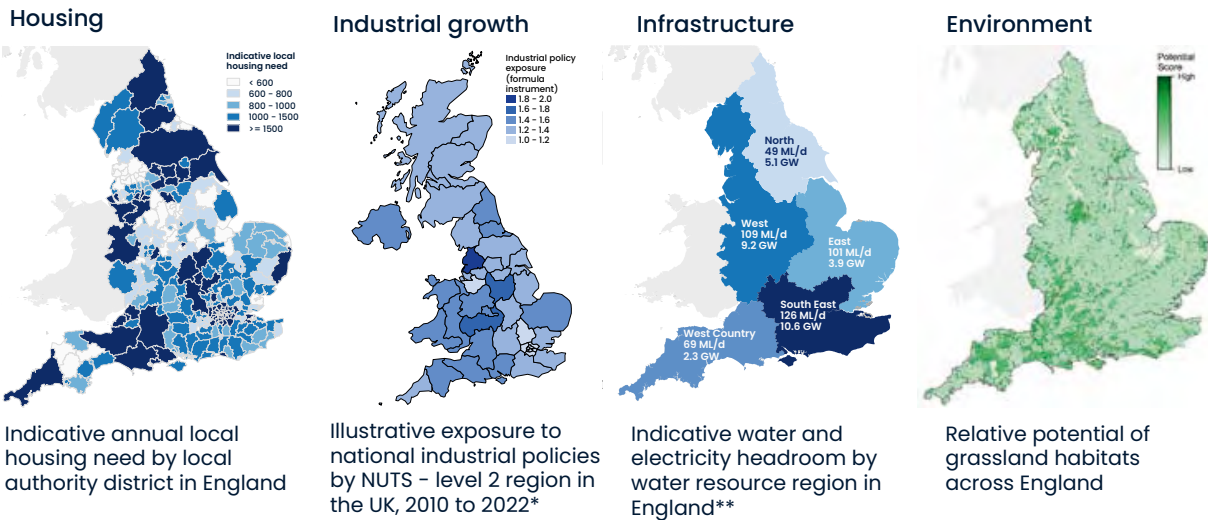 Housing
Indicative local
housing need
< 600
600 - 800
800 - 1000
1000 - 1500
>= 1500
Indicative annual local
housing need by local
authority district in England
Industrial growth
Industrial policy
exposure
(formula
instrument)
1.8 - 2.0
1.6 - 1.8
1.4 - 1.6
1.2 - 1.4
1.0 - 1.2
Illustrative exposure to
national industrial policies
by NUTS - level 2 region in
the UK, 2010 to 2022*
Infrastructure
North
49 ML/d
5.1 GW
West
109 ML/d
9.2 GW
East
101 ML/d
3.9 GW
South East
126 ML/d
10.6 GW
West Country
69 ML/d
2.3 GW
Indicative water and
electricity headroom by
water resource region in
England**
Environment
Potential
Score
High
Low
Relative potential of
grassland habitats
across England